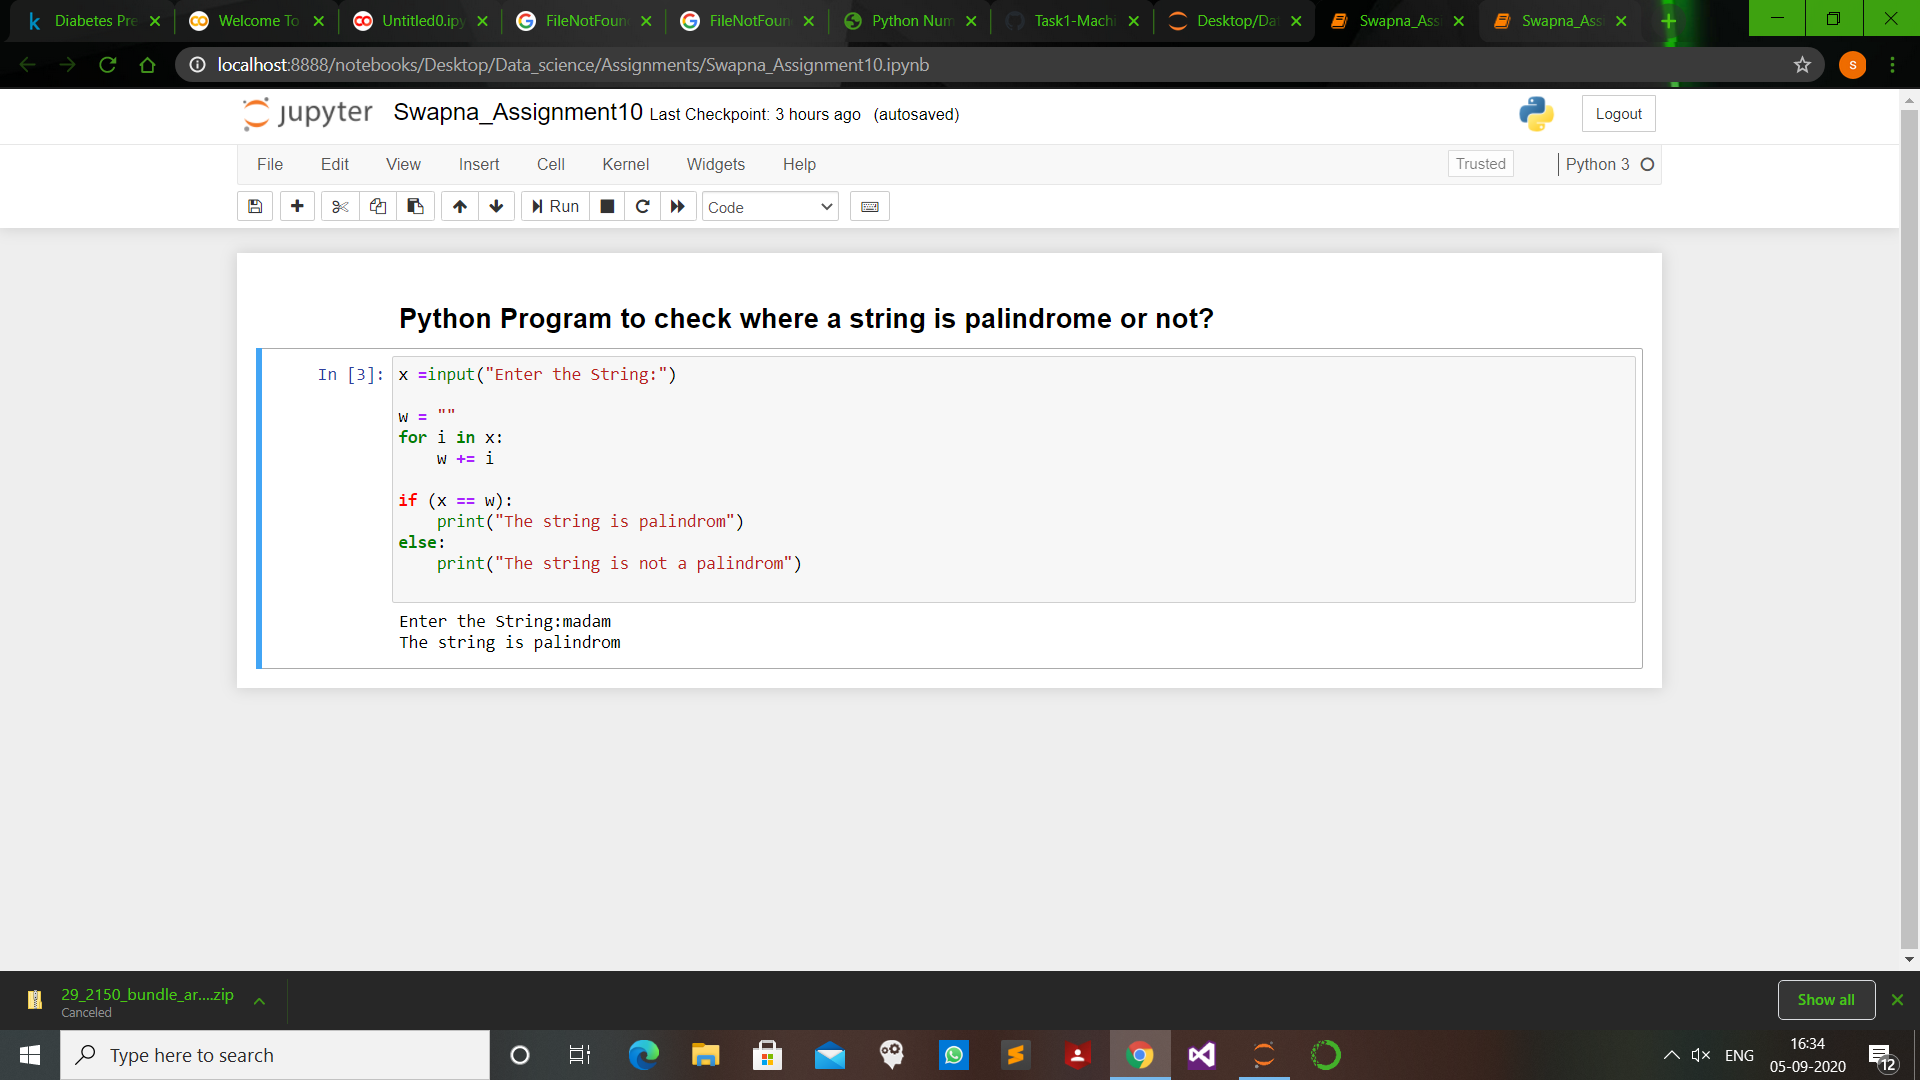 Diabetes Pre
Welcome To
Untitled0.ipy
FileNotFoun
FileNotFoun
Python Num
Task1-Machi
Desktop/Dat
Swapna_Assi
Swapna_Assi
localhost:8888/notebooks/Desktop/Data_science/Assignments/Swapna_Assignment10.ipynb
s
jupyter Swapna_Assignment10 Last Checkpoint: 3 hours ago (autosaved)
Logout
File Edit View Insert Cell Kernel Widgets Help
Trusted
Python 3
Run
Code
Python Program to check where a string is palindrome or not?
In [3]: x =input("Enter the String:")
w = ""
for i in x:
    w += i
if (x == w):
    print("The string is palindrom")
else:
    print("The string is not a palindrom")
Enter the String:madam
The string is palindrom
29_2150_bundle_ar....zip
Canceled
Show all
Type here to search
ENG
16:34
05-09-2020
12